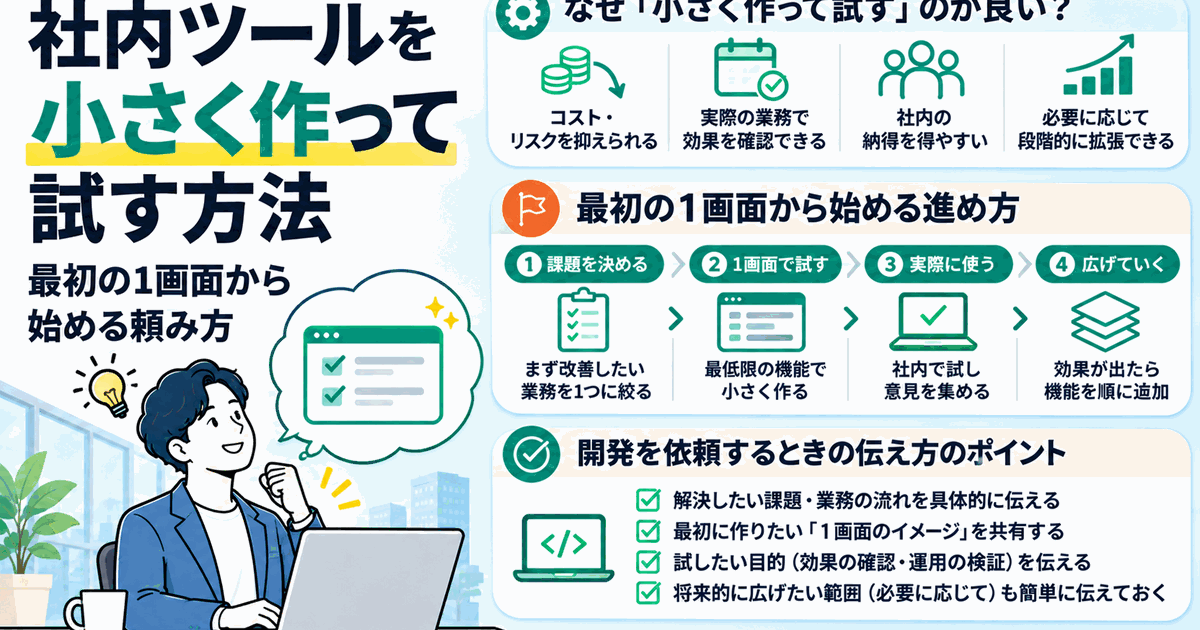 社内ツールを
小さく作って
試す方法
最初の1画面から
始める頼み方
なぜ「小さく作って試す」のが良い？
コスト・
リスクを抑えられる
実際の業務で
効果を確認できる
社内の
納得を得やすい
必要に応じて
段階的に拡張できる
最初の1画面から始める進め方
1 課題を決める
2 1画面で試す
3 実際に使う
4 広げていく
まず改善したい
業務を1つに絞る
最低限の機能で
小さく作る
社内で試し
意見を集める
効果が出たら
機能を順に追加
開発を依頼するときの伝え方のポイント
</>
解決したい課題・業務の流れを具体的に伝える
最初に作りたい「1画面のイメージ」を共有する
試したい目的（効果の確認・運用の検証）を伝える
将来的に広げたい範囲（必要に応じて）も簡単に伝えておく